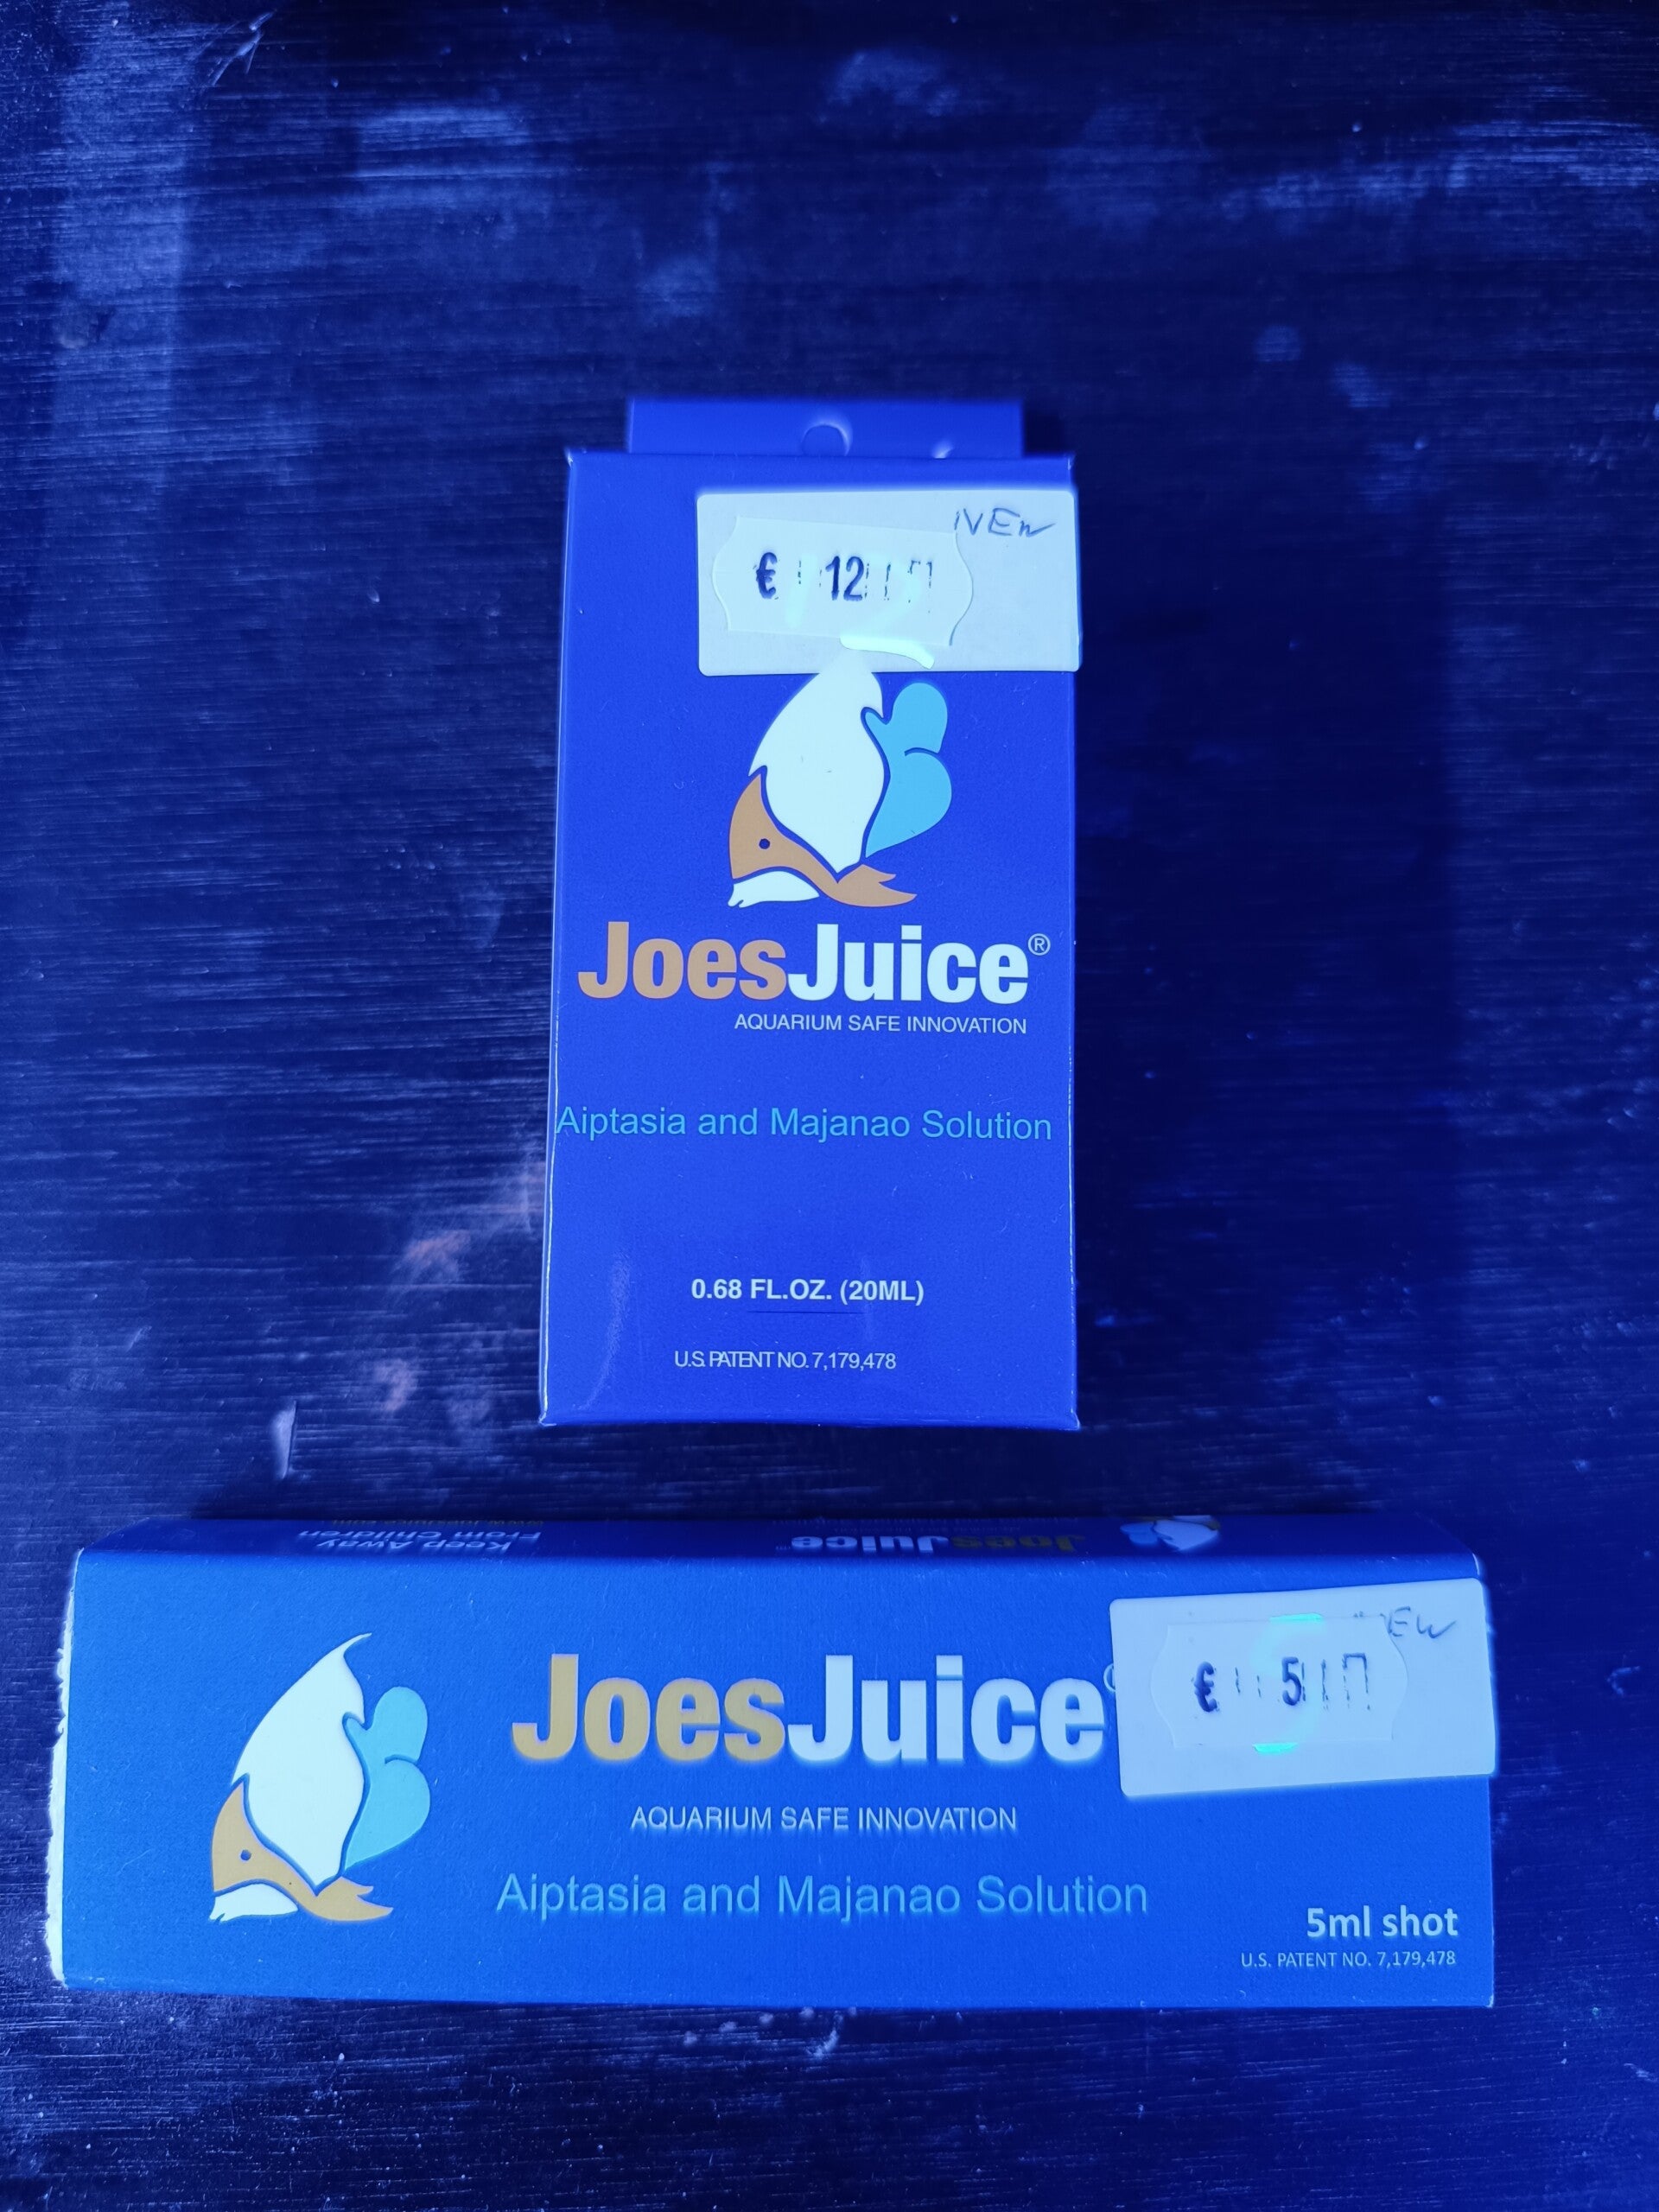 NEW
€ 12
JoesJuice®
AQUARIUM SAFE INNOVATION
Aiptasia and Majanao Solution
0.68 FL.OZ. (20ML)
U.S. PATENT NO. 7,179,478
Keep Away
From Children
JoesJuice
EW
€ 5
JoesJuice
AQUARIUM SAFE INNOVATION
Aiptasia and Majanao Solution
5ml shot
U.S. PATENT NO. 7,179,478